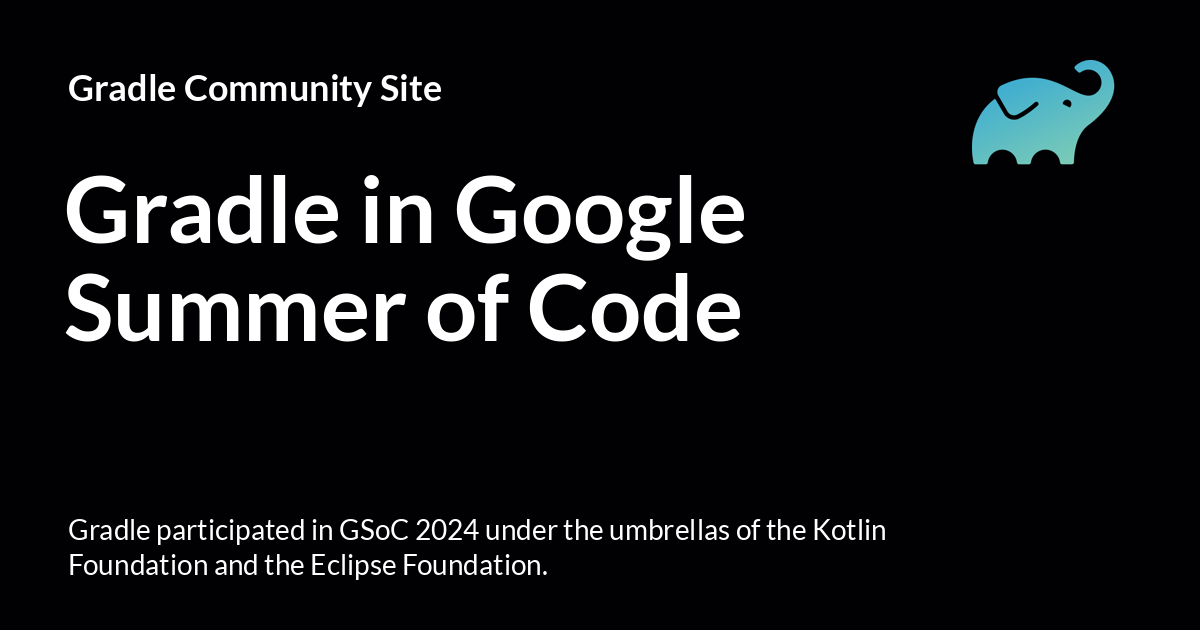 Gradle Community Site
Gradle in Google
Summer of Code
Gradle participated in GSoC 2024 under the umbrellas of the Kotlin
Foundation and the Eclipse Foundation.